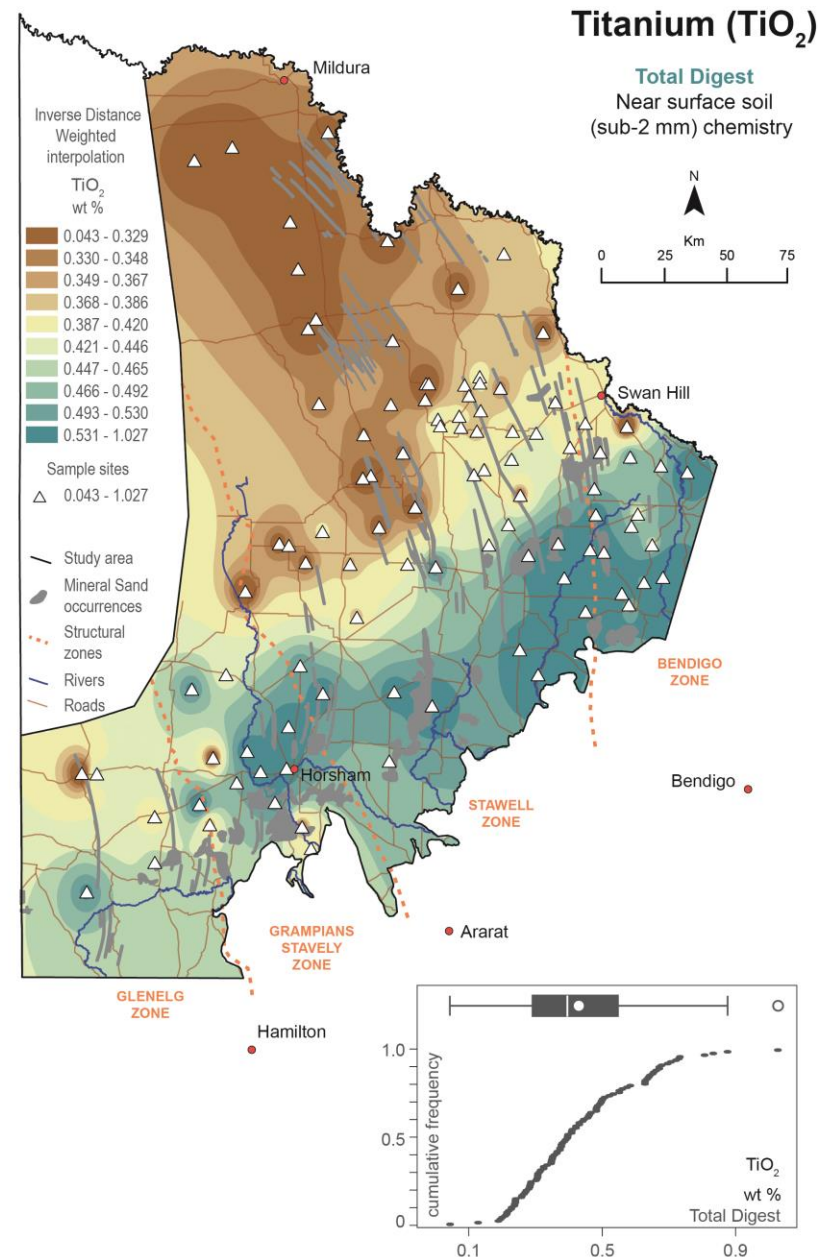 Titanium (TiO₂)
Total Digest
Near surface soil
(sub-2 mm) chemistry
N
Km
0 25 50 75
Mildura
Inverse Distance
Weighted
interpolation
TiO₂
wt %
0.043 - 0.329
0.330 - 0.348
0.349 - 0.367
0.368 - 0.386
0.387 - 0.420
0.421 - 0.446
0.447 - 0.465
0.466 - 0.492
0.493 - 0.530
0.531 - 1.027
Sample sites
0.043 - 1.027
Study area
Mineral Sand
occurrences
Structural
zones
Rivers
Roads
Swan Hill
BENDIGO
ZONE
Horsham
Bendigo
STAWELL
ZONE
Ararat
GRAMPIANS
STAVELY
ZONE
GLENELG
ZONE
Hamilton
cumulative frequency
1.0
0.5
0
TiO₂
wt %
Total Digest
0.1 0.5 0.9